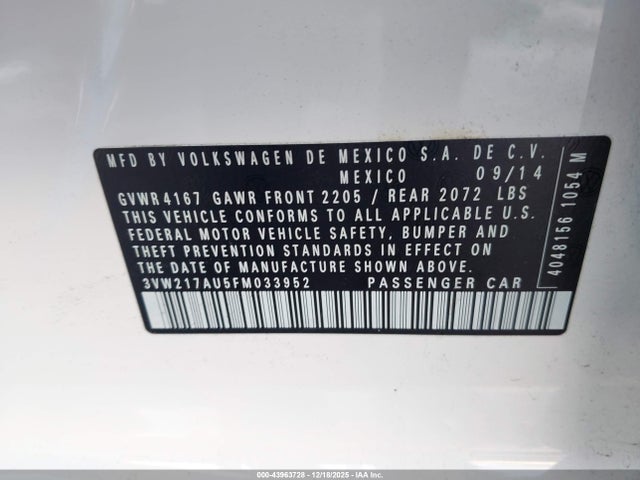 MFD BY VOLKSWAGEN DE MEXICO S.A. DE C.V.
MEXICO 09/14
GVWR 4167 GAWR FRONT 2205 / REAR 2072 LBS
THIS VEHICLE CONFORMS TO ALL APPLICABLE U.S.
FEDERAL MOTOR VEHICLE SAFETY, BUMPER AND
THEFT PREVENTION STANDARDS IN EFFECT ON
DATE OF MANUFACTURE SHOWN ABOVE.
3VW217AU5FM033952 PASSENGER CAR
4048156 1054 M
000-43963728 - 12/18/2025 - IAA Inc.